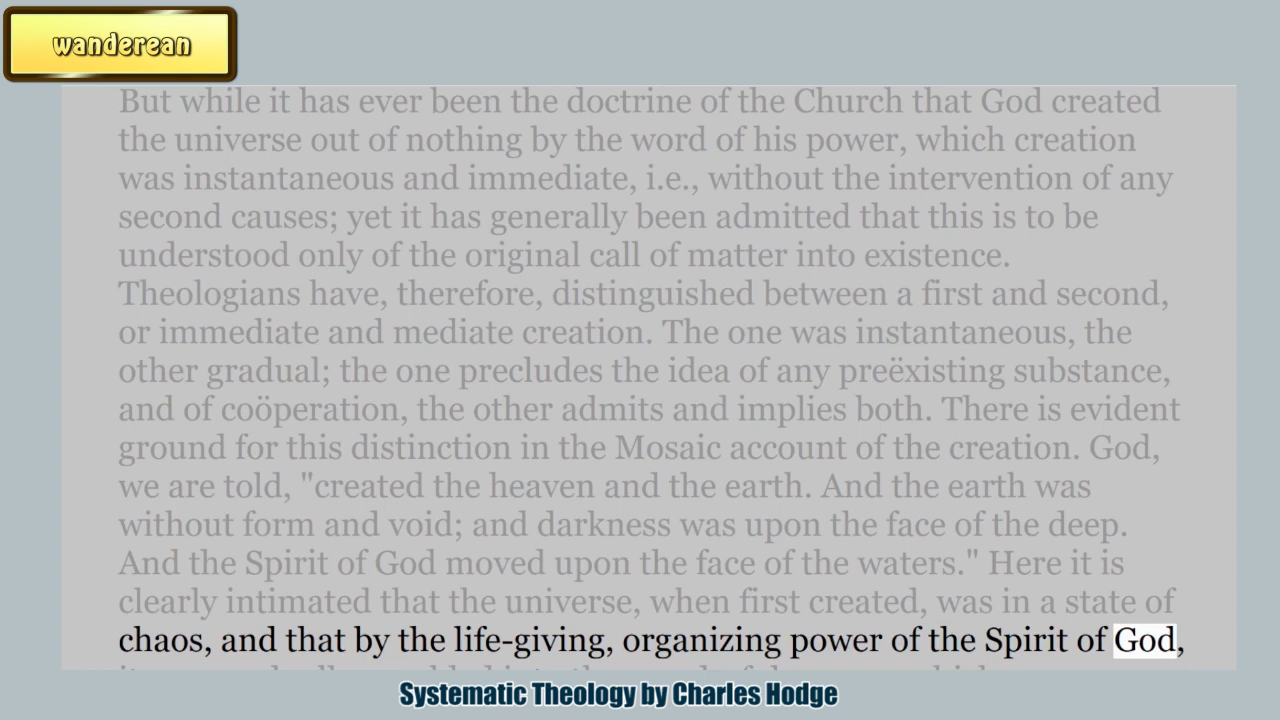 wanderean
But while it has ever been the doctrine of the Church that God created
the universe out of nothing by the word of his power, which creation
was instantaneous and immediate, i.e., without the intervention of any
second causes; yet it has generally been admitted that this is to be
understood only of the original call of matter into existence.
Theologians have, therefore, distinguished between a first and second,
or immediate and mediate creation. The one was instantaneous, the
other gradual; the one precludes the idea of any preëxisting substance,
and of coöperation, the other admits and implies both. There is evident
ground for this distinction in the Mosaic account of the creation. God,
we are told, "created the heaven and the earth. And the earth was
without form and void; and darkness was upon the face of the deep.
And the Spirit of God moved upon the face of the waters." Here it is
clearly intimated that the universe, when first created, was in a state of
chaos, and that by the life-giving, organizing power of the Spirit of God,
Systematic Theology by Charles Hodge